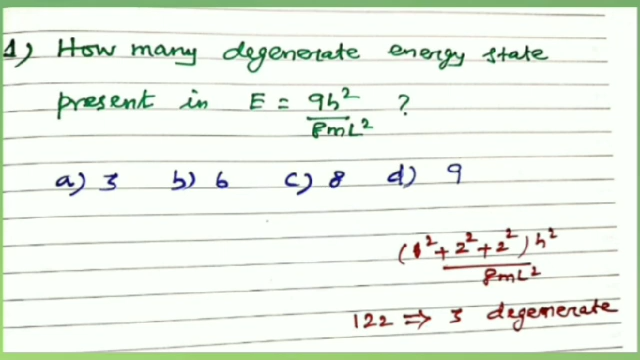 1) How many degenerate energy state
present in E = 9h²/8mL² ?
a) 3 b) 6 c) 8 d) 9
(1²+2²+2²)h²/8mL²
122 ⇒ 3 degenerate